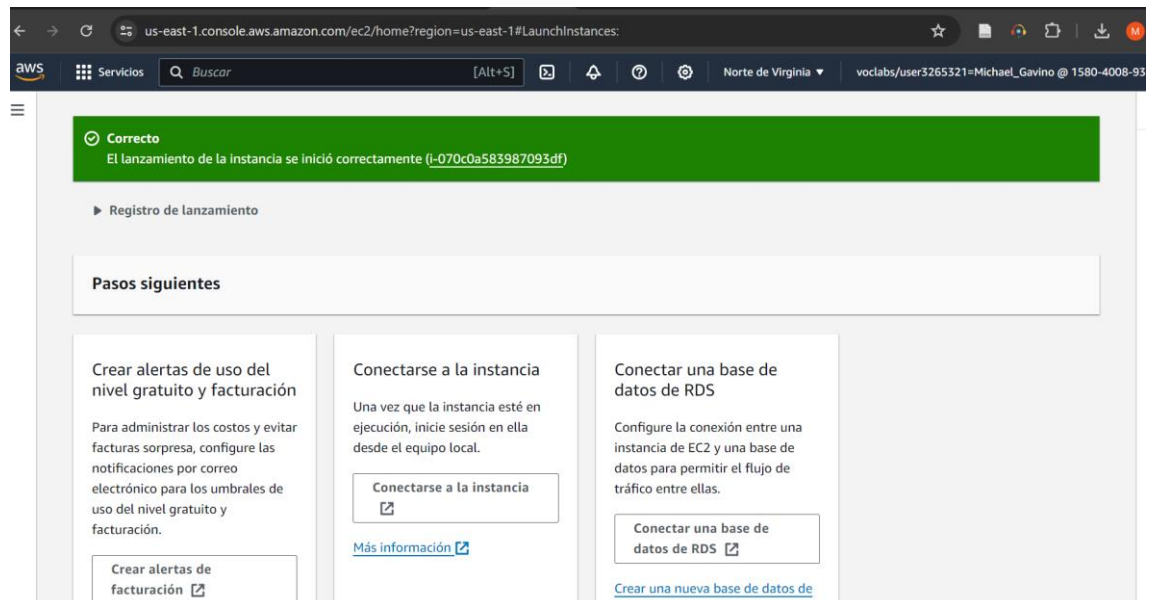 us-east-1.console.aws.amazon.com/ec2/home?region=us-east-1#LaunchInstances:
M
aws Servicios Buscar [Alt+S] Norte de Virginia voclabs/user3265321=Michael_Gavino @ 1580-4008-93
Correcto
El lanzamiento de la instancia se inició correctamente (i-070c0a583987093df)
Registro de lanzamiento
Pasos siguientes
Crear alertas de uso del
nivel gratuito y facturación
Para administrar los costos y evitar
facturas sorpresa, configure las
notificaciones por correo
electrónico para los umbrales de
uso del nivel gratuito y
facturación.
Crear alertas de
facturación
Conectarse a la instancia
Una vez que la instancia esté en
ejecución, inicie sesión en ella
desde el equipo local.
Conectarse a la instancia
Más información
Conectar una base de
datos de RDS
Configure la conexión entre una
instancia de EC2 y una base de
datos para permitir el flujo de
tráfico entre ellas.
Conectar una base de
datos de RDS
Crear una nueva base de datos de